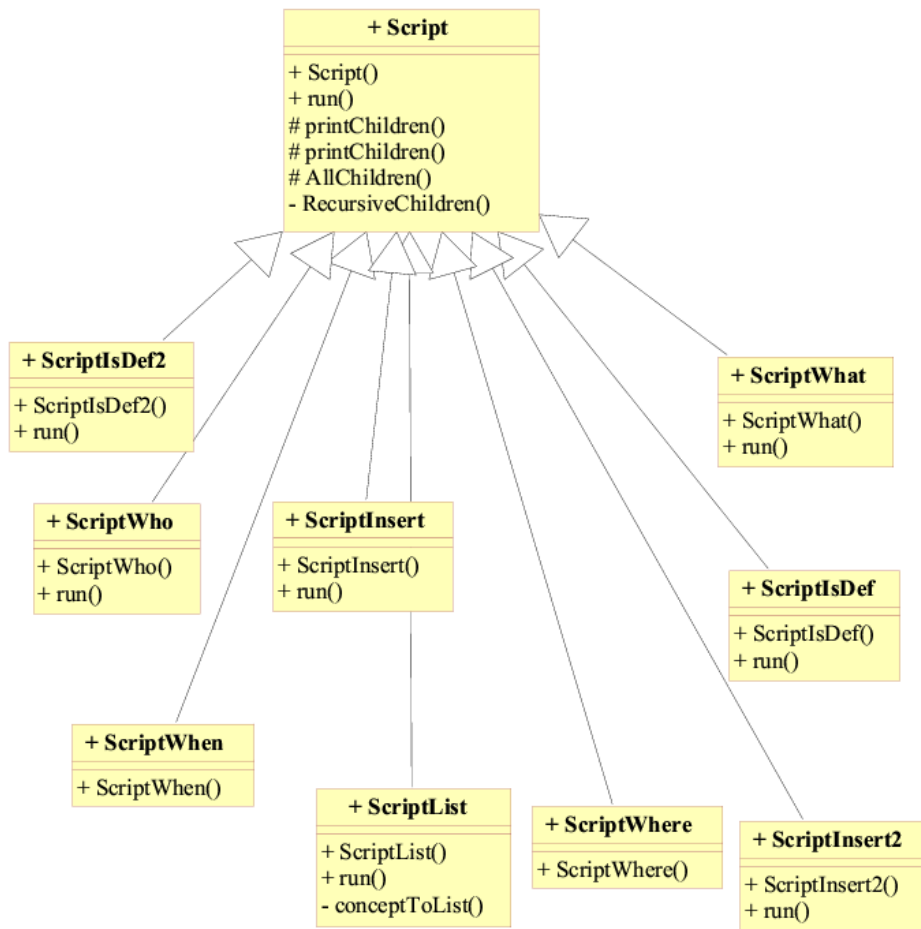 + Script
+ Script()
+ run()
# printChildren()
# printChildren()
# AllChildren()
- RecursiveChildren()
+ ScriptIsDef2
+ ScriptIsDef2()
+ run()
+ ScriptWhat
+ ScriptWhat()
+ run()
+ ScriptWho
+ ScriptWho()
+ run()
+ ScriptInsert
+ ScriptInsert()
+ run()
+ ScriptIsDef
+ ScriptIsDef()
+ run()
+ ScriptWhen
+ ScriptWhen()
+ ScriptList
+ ScriptList()
+ run()
- conceptToList()
+ ScriptWhere
+ ScriptWhere()
+ ScriptInsert2
+ ScriptInsert2()
+ run()